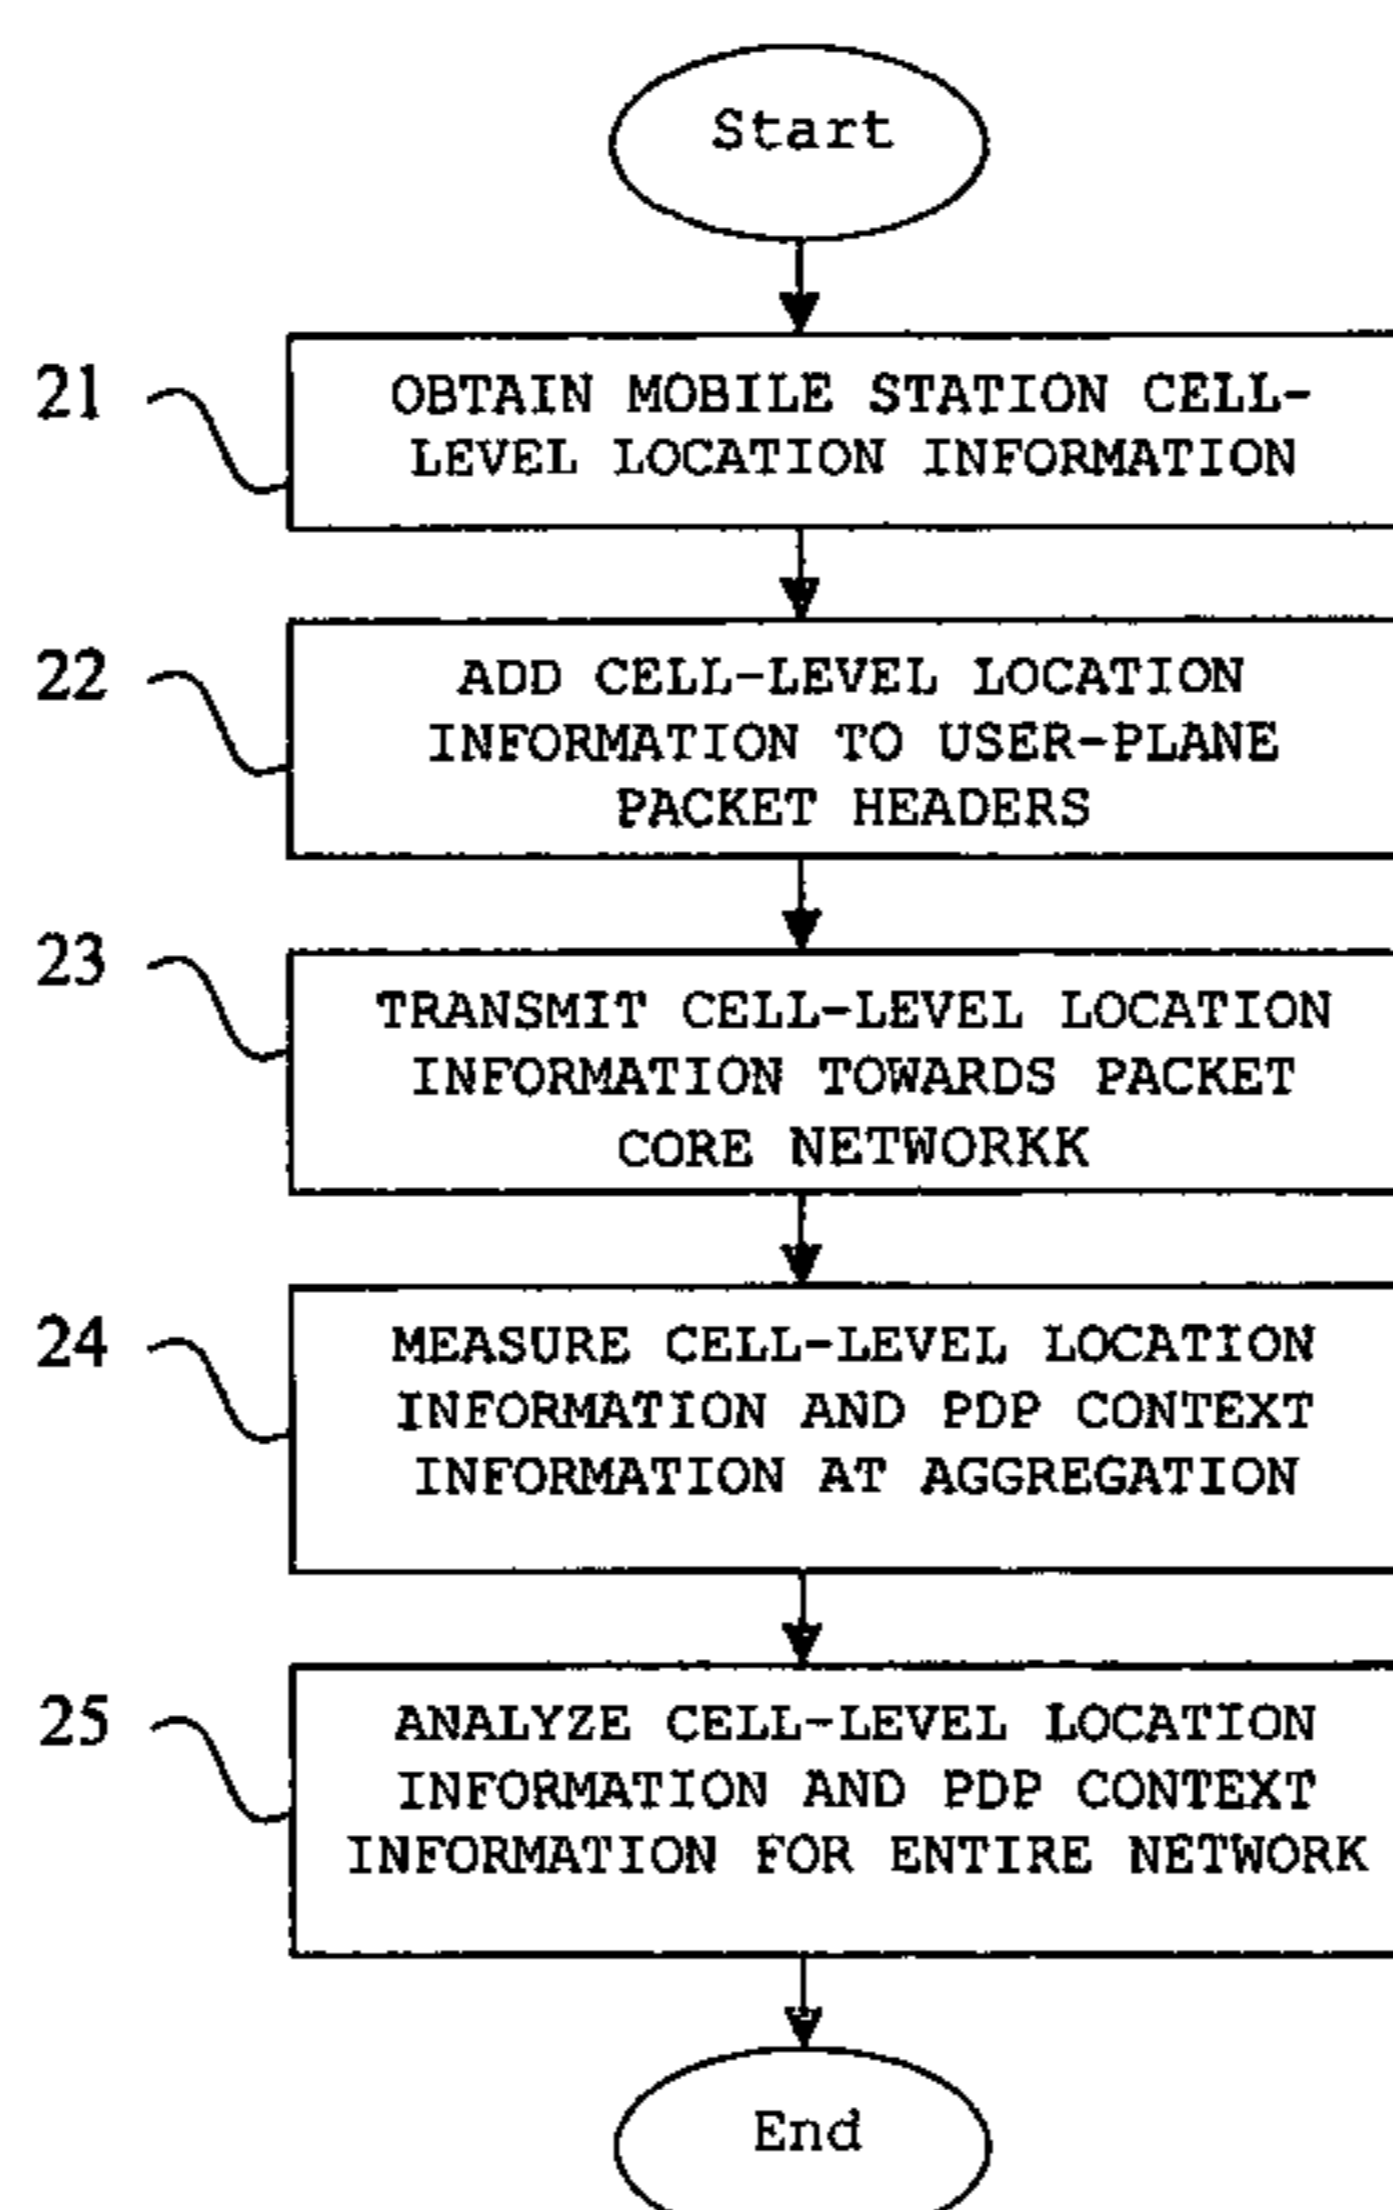 Start
21
OBTAIN MOBILE STATION CELL-
LEVEL LOCATION INFORMATION
22
ADD CELL-LEVEL LOCATION
INFORMATION TO USER-PLANE
PACKET HEADERS
23
TRANSMIT CELL-LEVEL LOCATION
INFORMATION TOWARDS PACKET
CORE NETWORKK
24
MEASURE CELL-LEVEL LOCATION
INFORMATION AND PDP CONTEXT
INFORMATION AT AGGREGATION
25
ANALYZE CELL-LEVEL LOCATION
INFORMATION AND PDP CONTEXT
INFORMATION FOR ENTIRE NETWORK
End